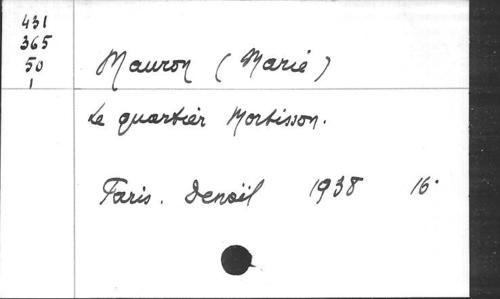 431
365
50
1
Mauron (Marie)
Le quartier Mortisson.
Paris. Denoël 1938 16°